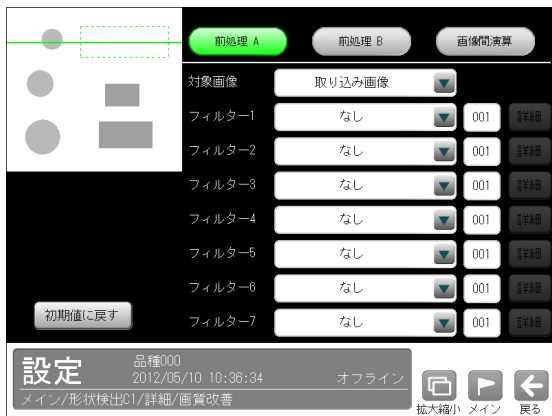 前処理 A 前処理 B 画像間演算
対象画像 取り込み画像
フィルター1 なし 001 詳細
フィルター2 なし 001 詳細
フィルター3 なし 001 詳細
フィルター4 なし 001 詳細
フィルター5 なし 001 詳細
フィルター6 なし 001 詳細
フィルター7 なし 001 詳細
初期値に戻す
設定 品種000
2012/05/10 10:36:34 オフライン
メイン/形状検出C1/詳細/画質改善
拡大縮小 メイン 戻る